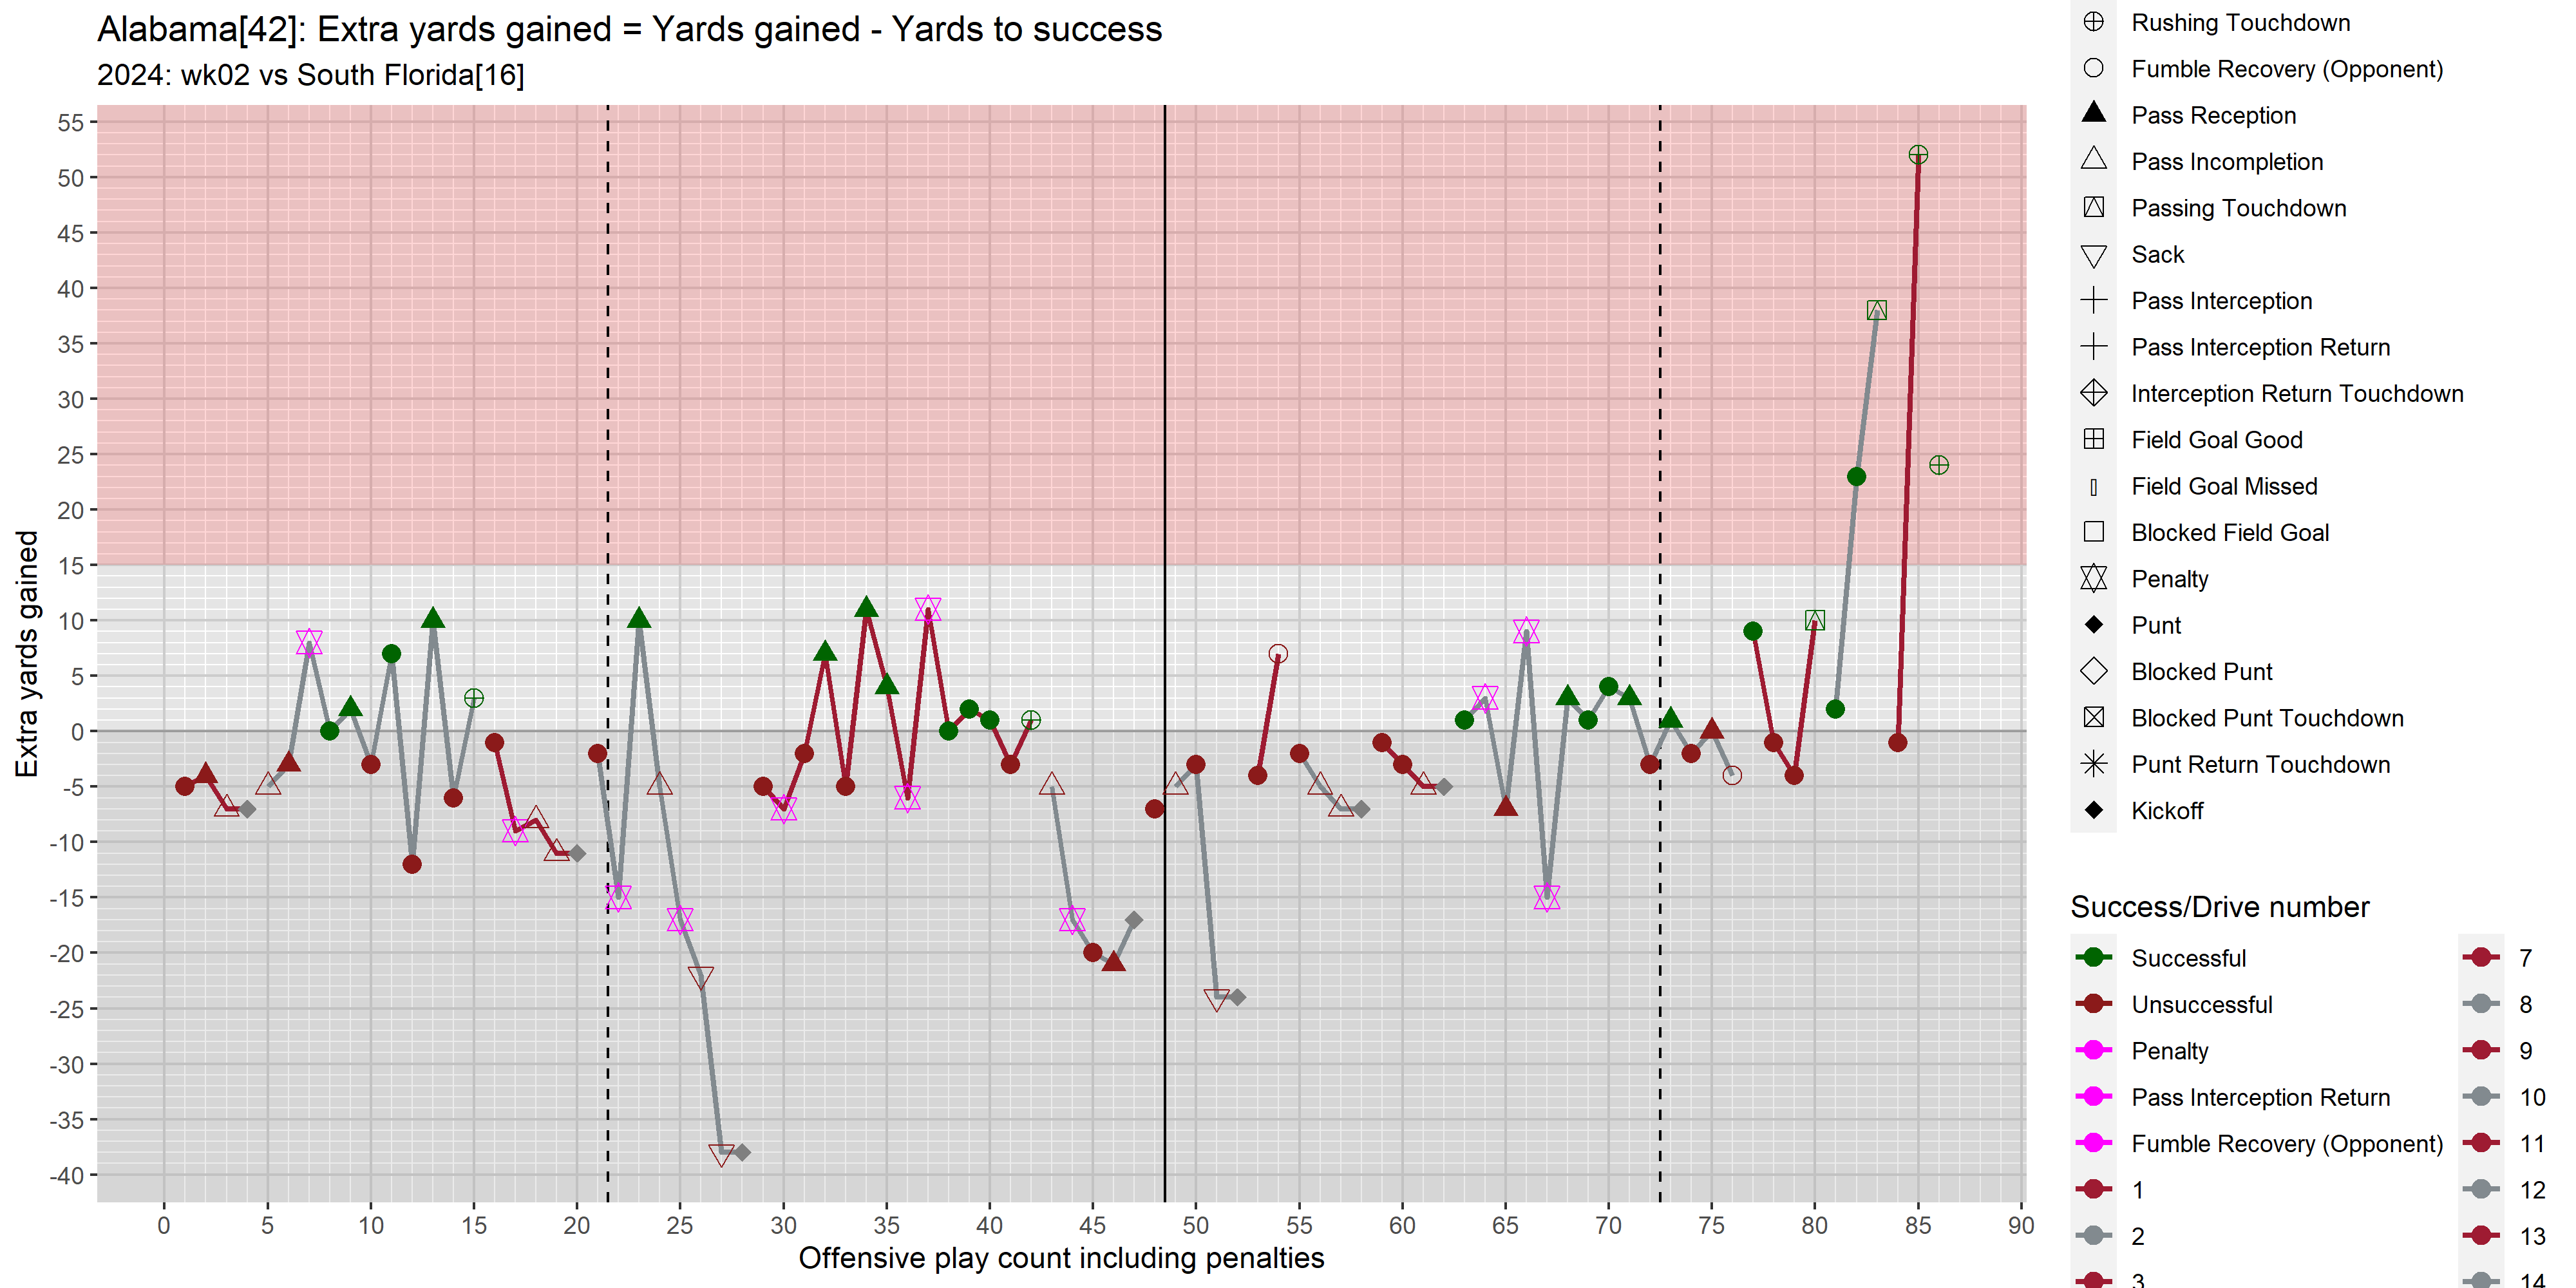 Alabama[42]: Extra yards gained = Yards gained - Yards to success
2024: wk02 vs South Florida[16]
Extra yards gained
55
50
45
40
35
30
25
20
15
10
5
0
-5
-10
-15
-20
-25
-30
-35
-40
0 5 10 15 20 25 30 35 40 45 50 55 60 65 70 75 80 85 90
Offensive play count including penalties
Rushing Touchdown
Fumble Recovery (Opponent)
Pass Reception
Pass Incompletion
Passing Touchdown
Sack
Pass Interception
Pass Interception Return
Interception Return Touchdown
Field Goal Good
Field Goal Missed
Blocked Field Goal
Penalty
Punt
Blocked Punt
Blocked Punt Touchdown
Punt Return Touchdown
Kickoff
Success/Drive number
Successful
Unsuccessful
Penalty
Pass Interception Return
Fumble Recovery (Opponent)
1
2
3
7
8
9
10
11
12
13
14